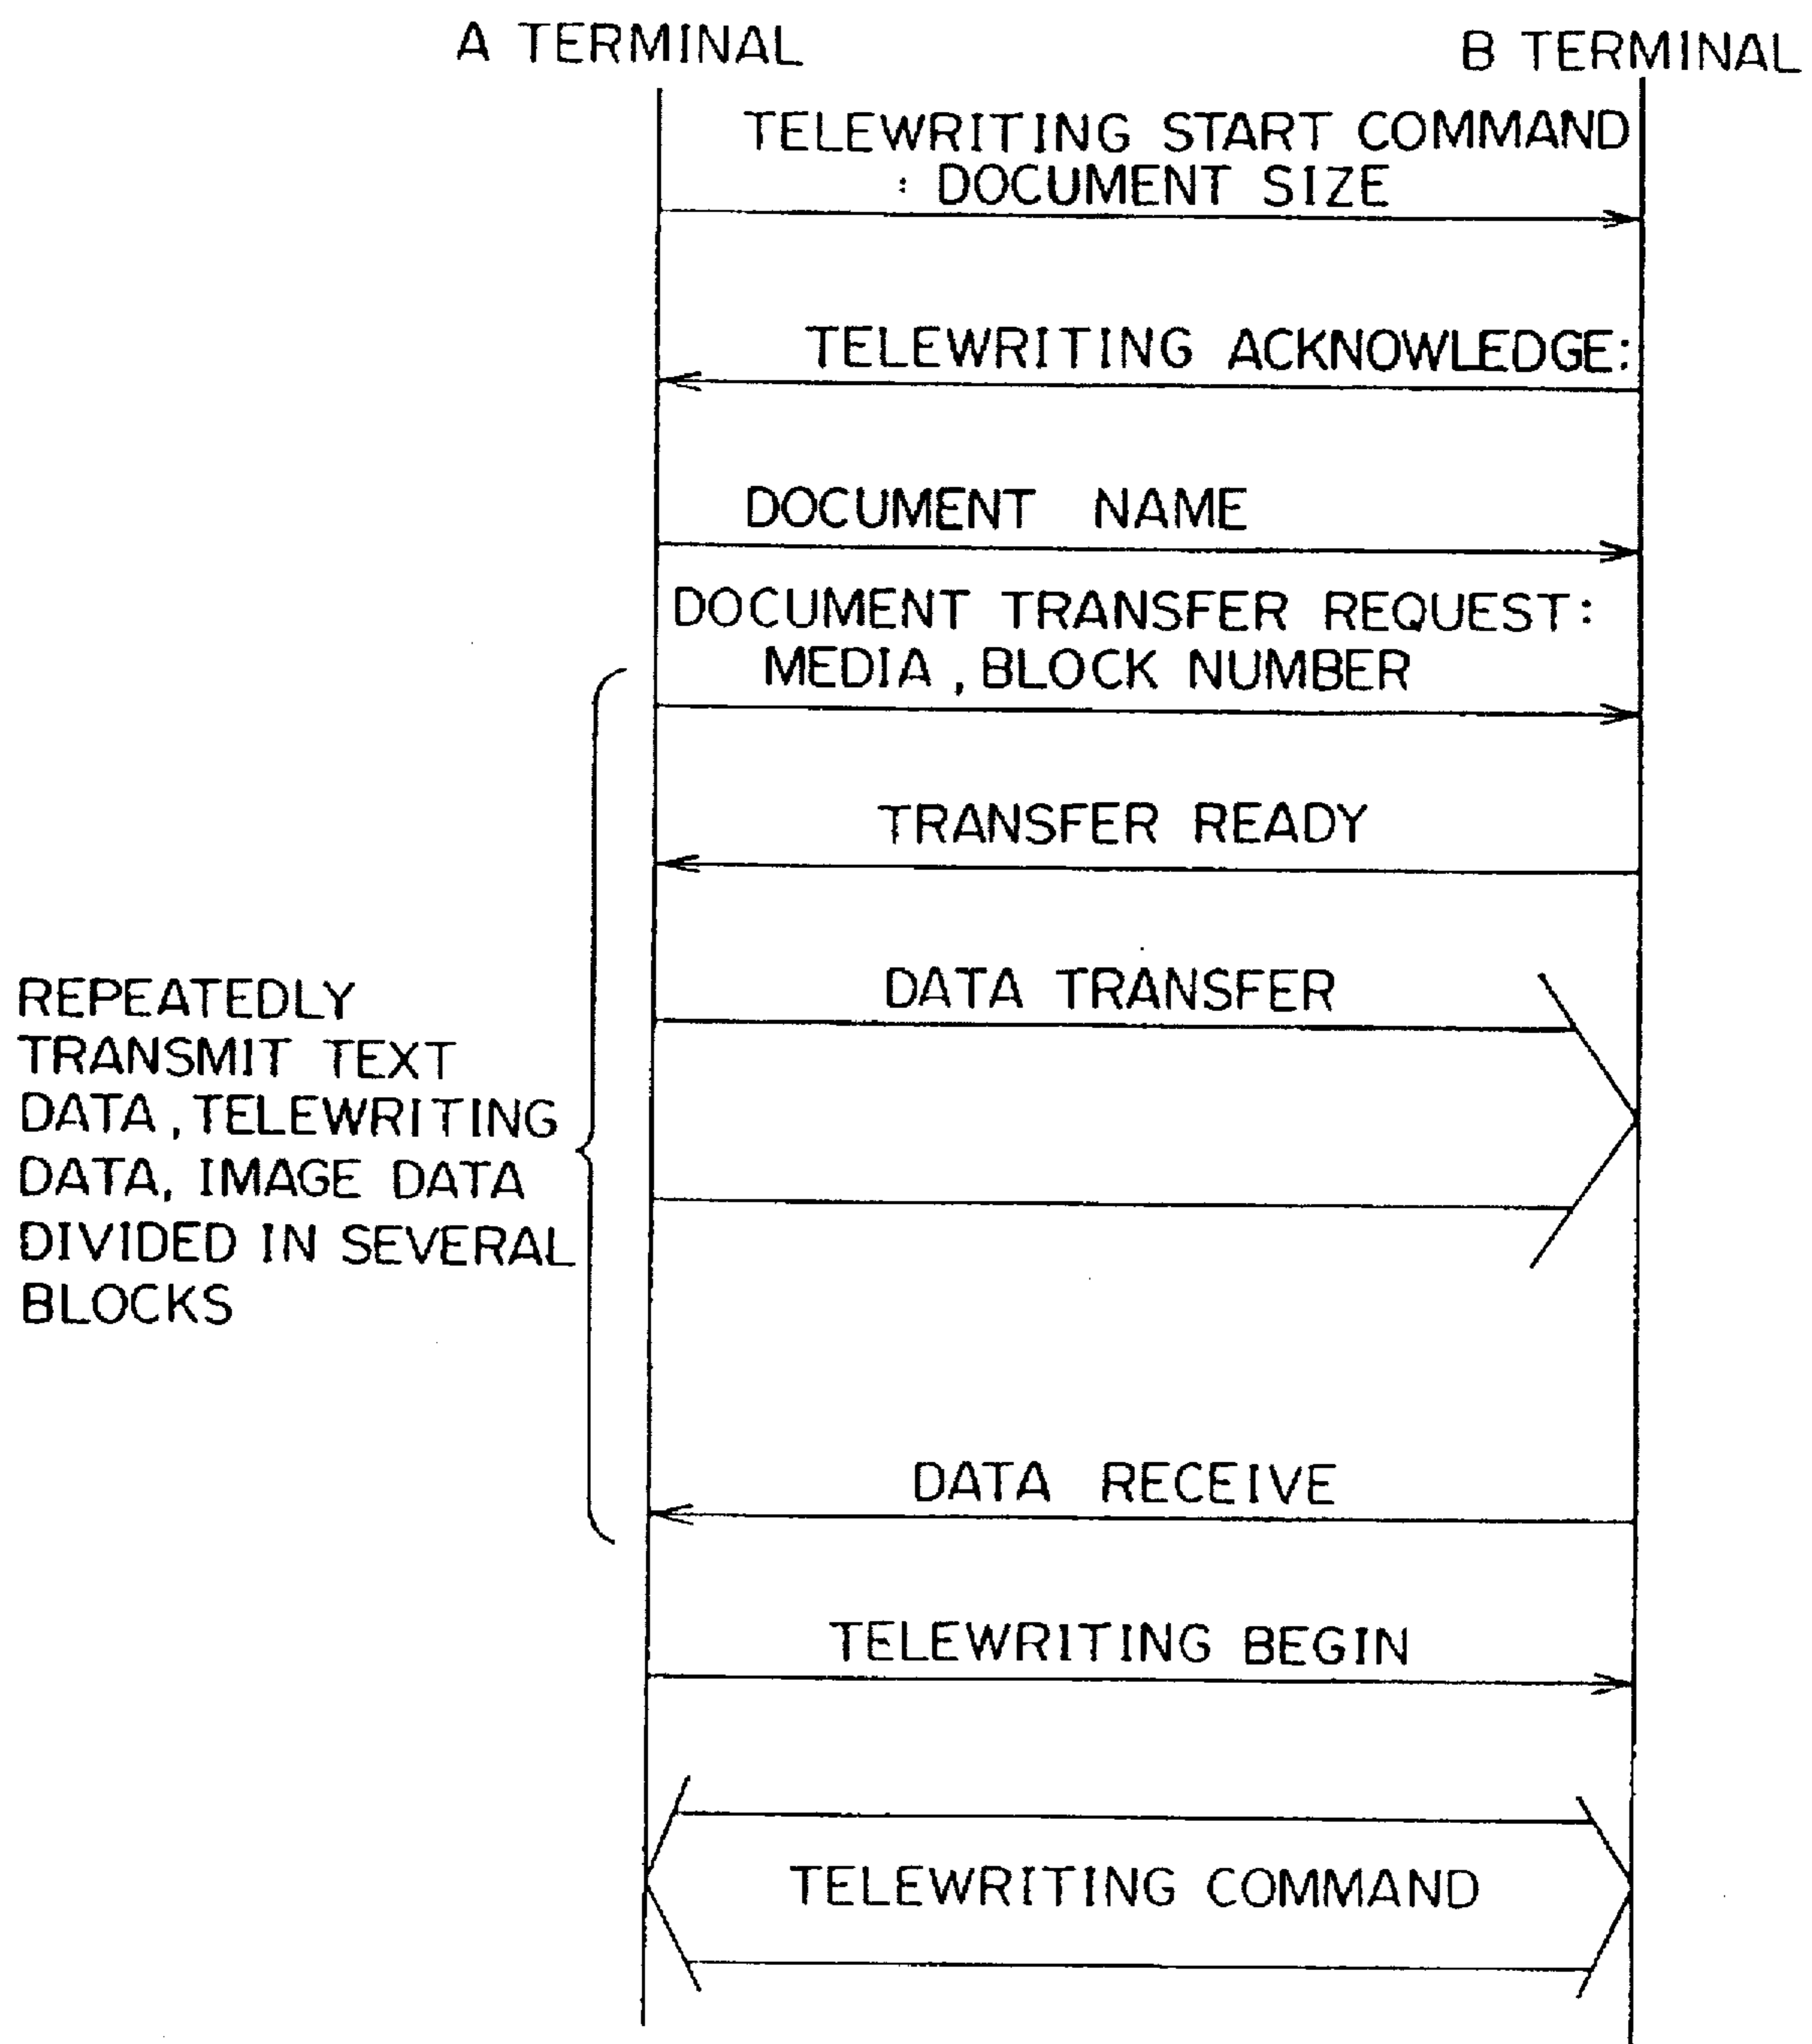 A TERMINAL
B TERMINAL
TELEWRITING START COMMAND
: DOCUMENT SIZE
TELEWRITING ACKNOWLEDGE:
DOCUMENT NAME
DOCUMENT TRANSFER REQUEST:
MEDIA, BLOCK NUMBER
TRANSFER READY
DATA TRANSFER
REPEATEDLY
TRANSMIT TEXT
DATA, TELEWRITING
DATA, IMAGE DATA
DIVIDED IN SEVERAL
BLOCKS
DATA RECEIVE
TELEWRITING BEGIN
TELEWRITING COMMAND